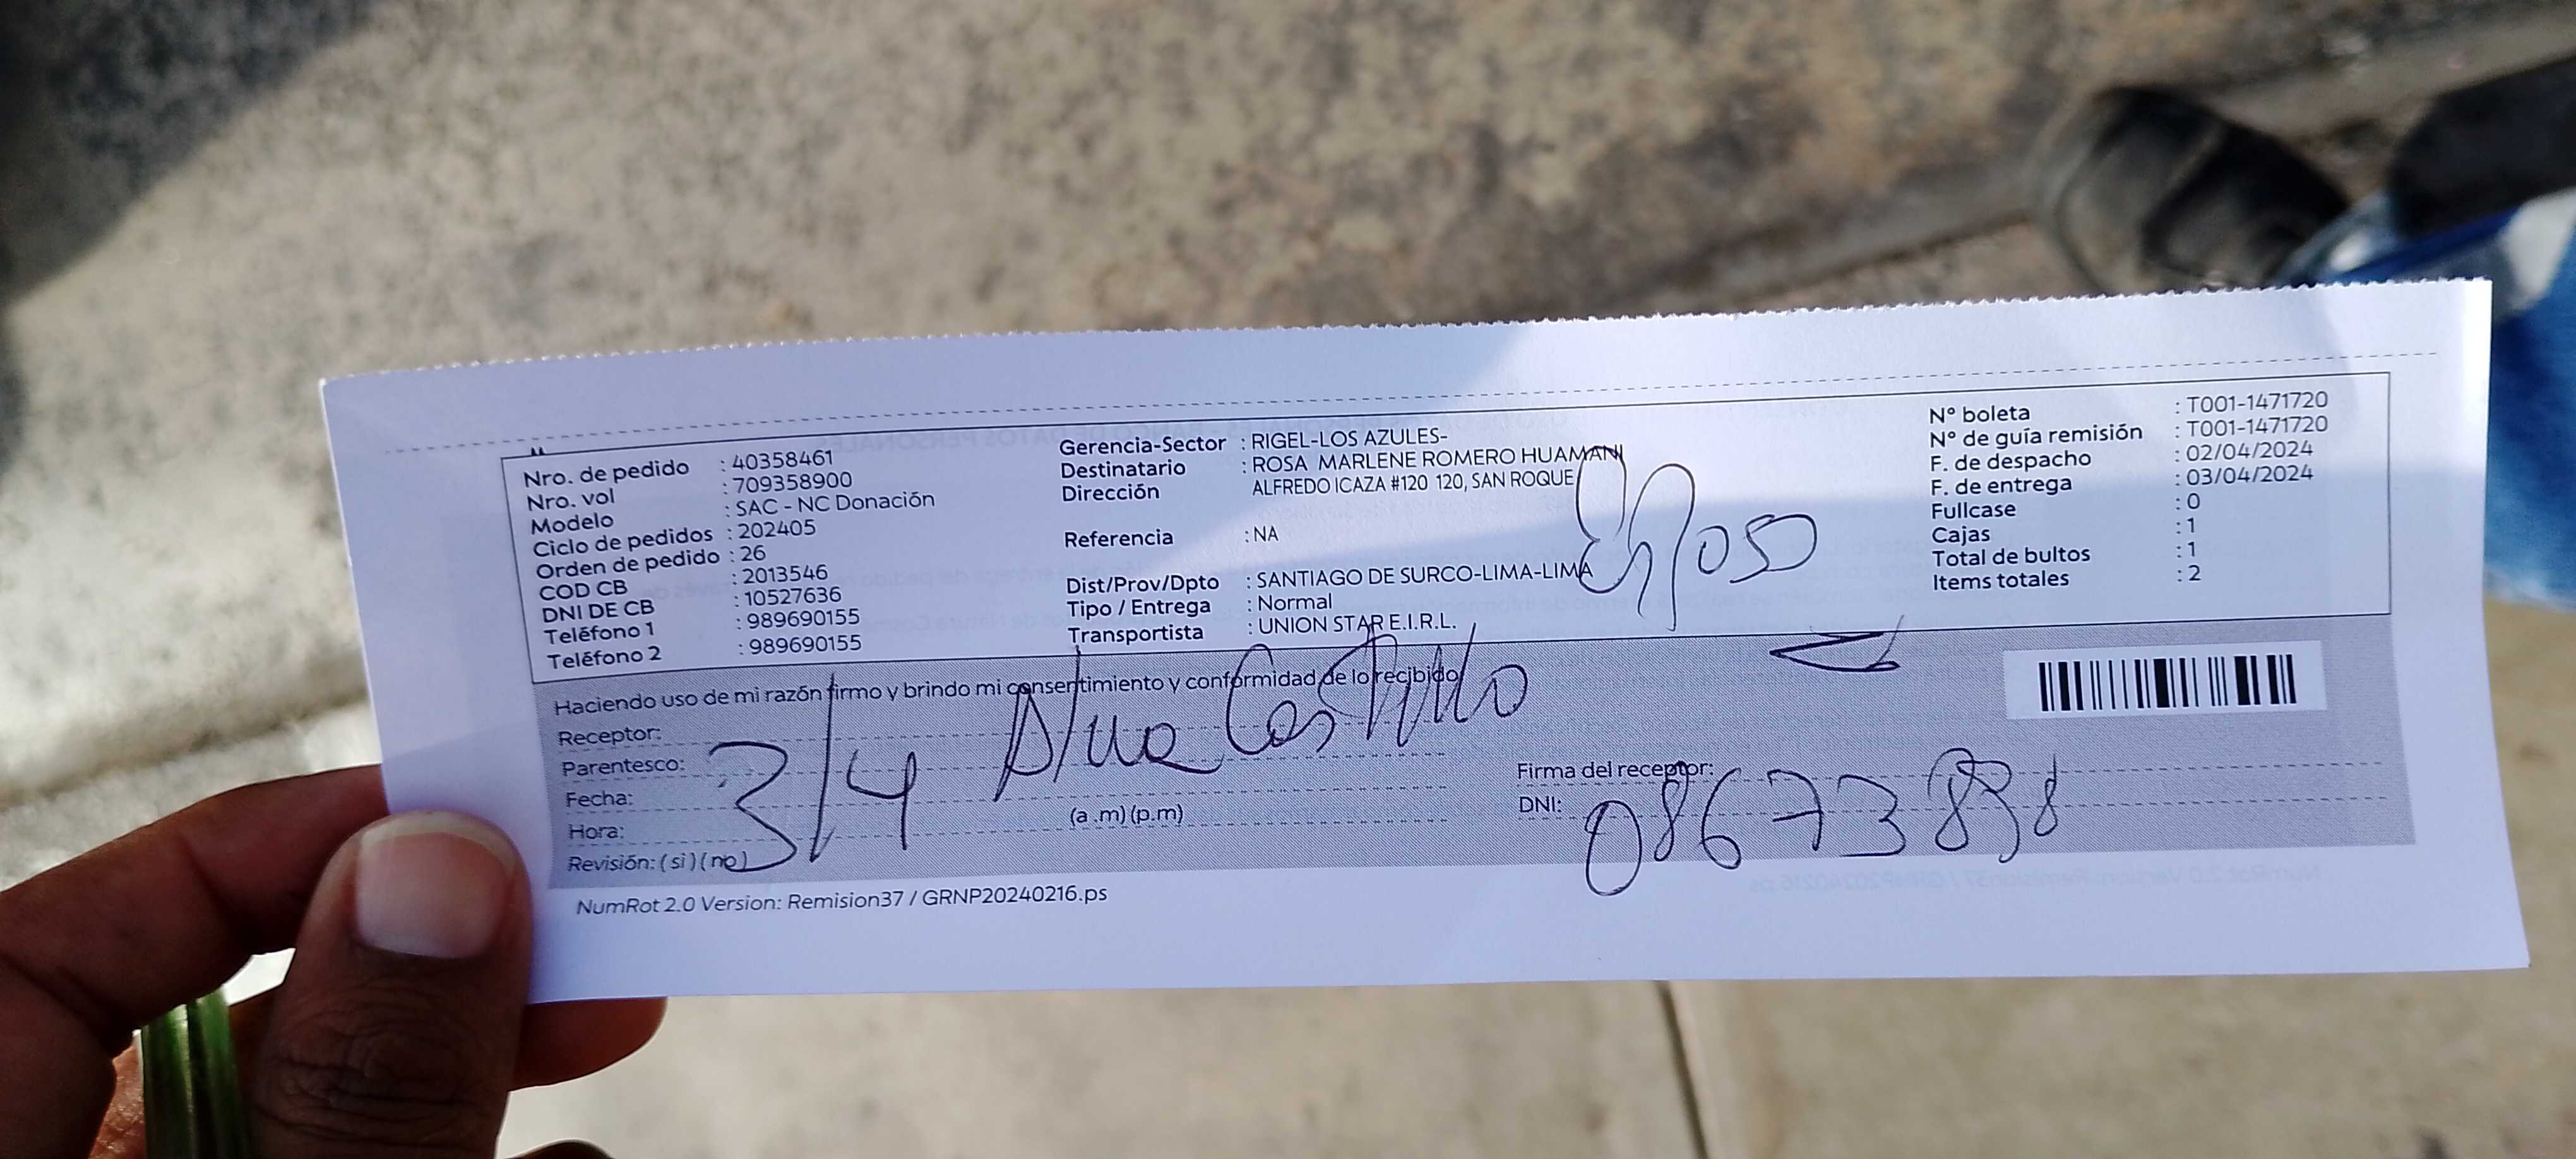 Nro. de pedido : 40358461
Nro. vol : 709358900
Modelo : SAC - NC Donación
Ciclo de pedidos : 202405
Orden de pedido : 26
COD CB : 2013546
DNI DE CB : 10527636
Teléfono 1 : 989690155
Teléfono 2 : 989690155
Gerencia-Sector : RIGEL-LOS AZULES-
Destinatario : ROSA MARLENE ROMERO HUAMANI
Dirección ALFREDO ICAZA #120 120, SAN ROQUE
Referencia : NA
Dist/Prov/Dpto : SANTIAGO DE SURCO-LIMA-LIMA
Tipo / Entrega : Normal
Transportista : UNION STAR E.I.R.L.
Esposo
N° boleta : T001-1471720
N° de guía remisión : T001-1471720
F. de despacho : 02/04/2024
F. de entrega : 03/04/2024
Fullcase : 0
Cajas : 1
Total de bultos : 1
Items totales : 2
Haciendo uso de mi razón firmo y brindo mi consentimiento y conformidad de lo recibido
Receptor: Castillo
Parentesco:
Fecha: 3/4
Hora: (a .m) (p.m)
Revisión: ( si ) ( no )
Firma del receptor:
DNI:
NumRot 2.0 Version: Remision37 / GRNP20240216.ps